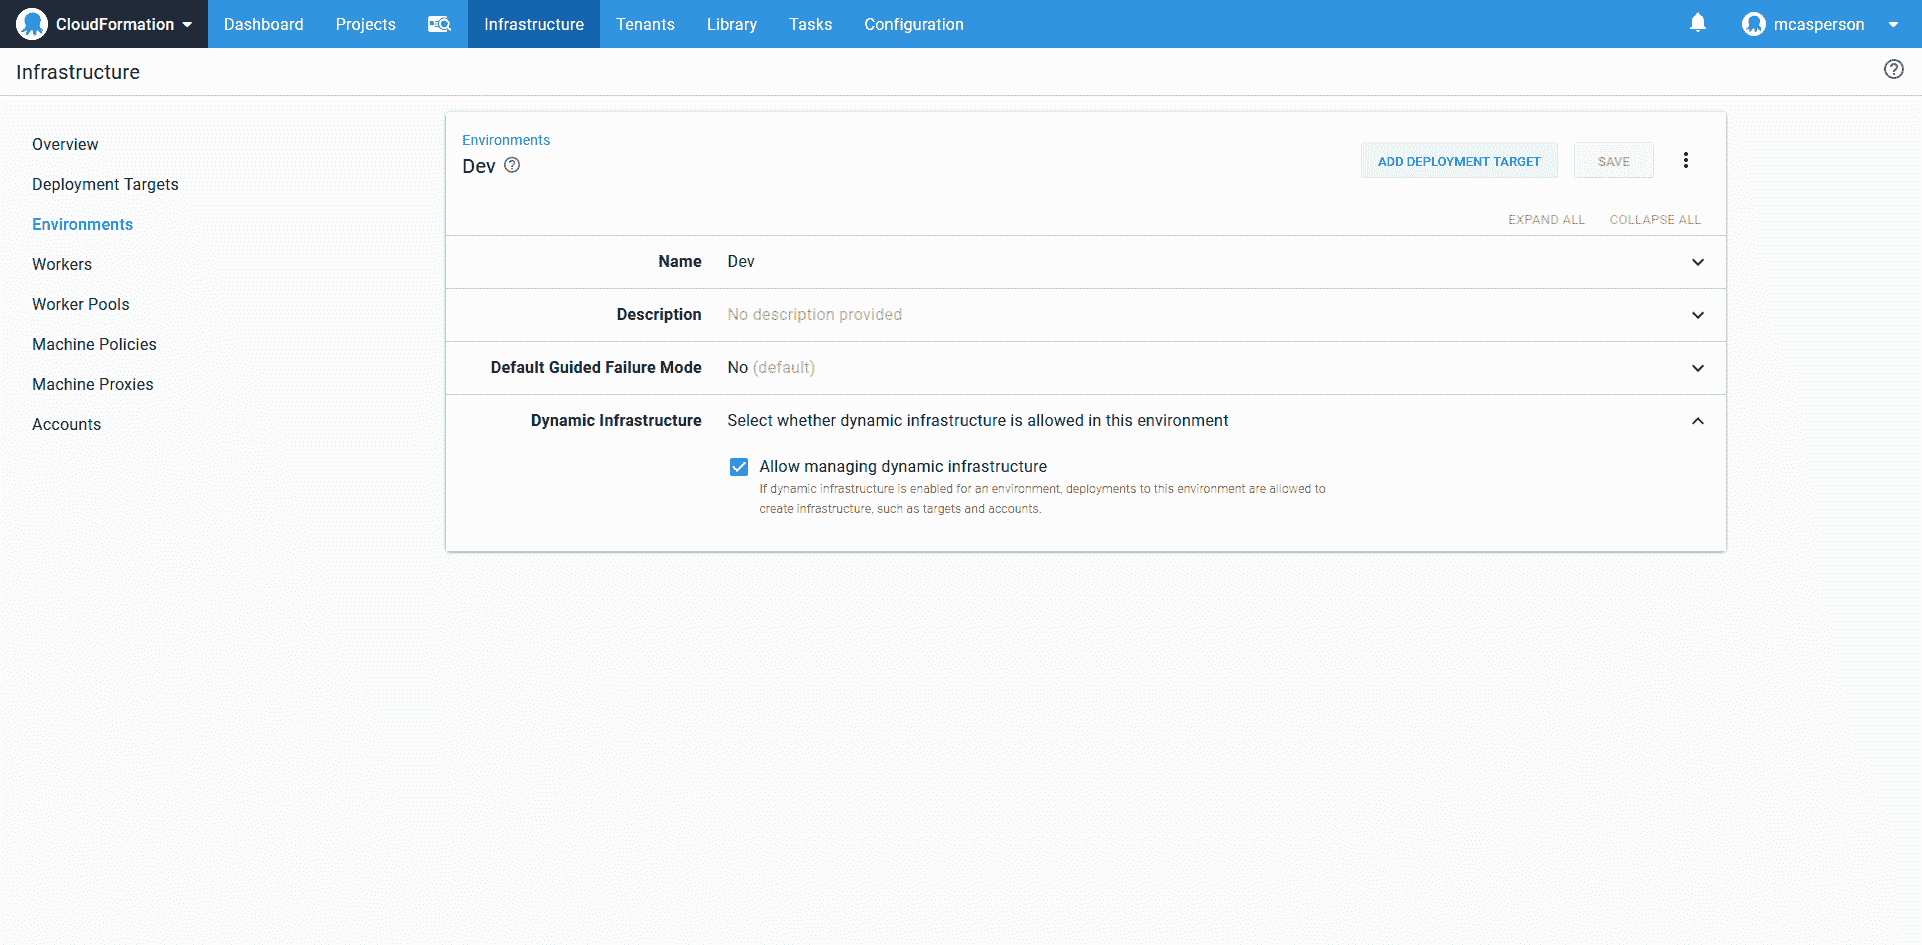 CloudFormation Dashboard Projects Infrastructure Tenants Library Tasks Configuration mcasperson
Infrastructure
Overview
Deployment Targets
Environments
Workers
Worker Pools
Machine Policies
Machine Proxies
Accounts
Environments
Dev
ADD DEPLOYMENT TARGET SAVE
EXPAND ALL COLLAPSE ALL
Name Dev
Description No description provided
Default Guided Failure Mode No (default)
Dynamic Infrastructure Select whether dynamic infrastructure is allowed in this environment
Allow managing dynamic infrastructure
If dynamic infrastructure is enabled for an environment, deployments to this environment are allowed to
create infrastructure, such as targets and accounts.